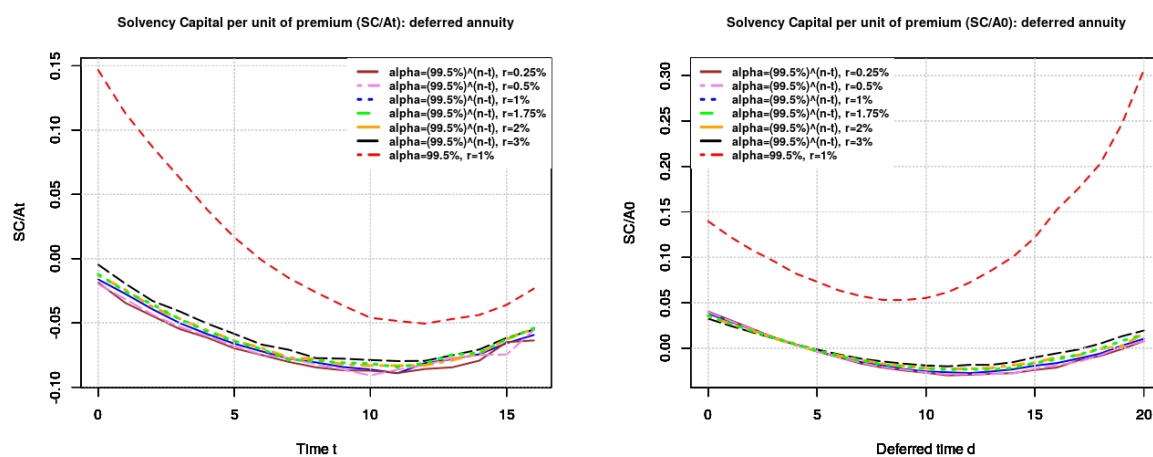 Solvency Capital per unit of premium (SC/At): deferred annuity
SC/At
0.15
0.10
0.05
0.00
-0.05
-0.10
alpha=(99.5%)^(n-t), r=0.25%
alpha=(99.5%)^(n-t), r=0.5%
alpha=(99.5%)^(n-t), r=1%
alpha=(99.5%)^(n-t), r=1.75%
alpha=(99.5%)^(n-t), r=2%
alpha=(99.5%)^(n-t), r=3%
alpha=99.5%, r=1%
0 5 10 15
Time t
Solvency Capital per unit of premium (SC/A0): deferred annuity
SC/A0
0.30
0.25
0.20
0.15
0.10
0.05
0.00
alpha=(99.5%)^(n-t), r=0.25%
alpha=(99.5%)^(n-t), r=0.5%
alpha=(99.5%)^(n-t), r=1%
alpha=(99.5%)^(n-t), r=1.75%
alpha=(99.5%)^(n-t), r=2%
alpha=(99.5%)^(n-t), r=3%
alpha=99.5%, r=1%
0 5 10 15 20
Deferred time d